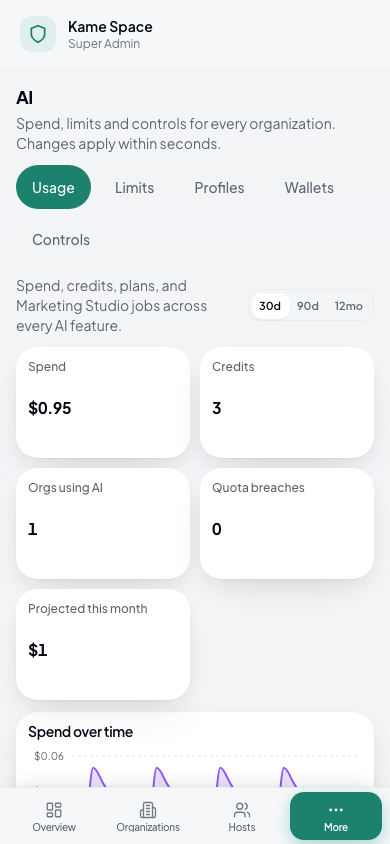 Kame Space
Super Admin
AI
Spend, limits and controls for every organization.
Changes apply within seconds.
Usage
Limits
Profiles
Wallets
Controls
Spend, credits, plans, and
Marketing Studio jobs across
every AI feature.
30d
90d
12mo
Spend
$0.95
Credits
3
Orgs using AI
1
Quota breaches
0
Projected this month
$1
Spend over time
$0.06
Overview
Organizations
Hosts
More